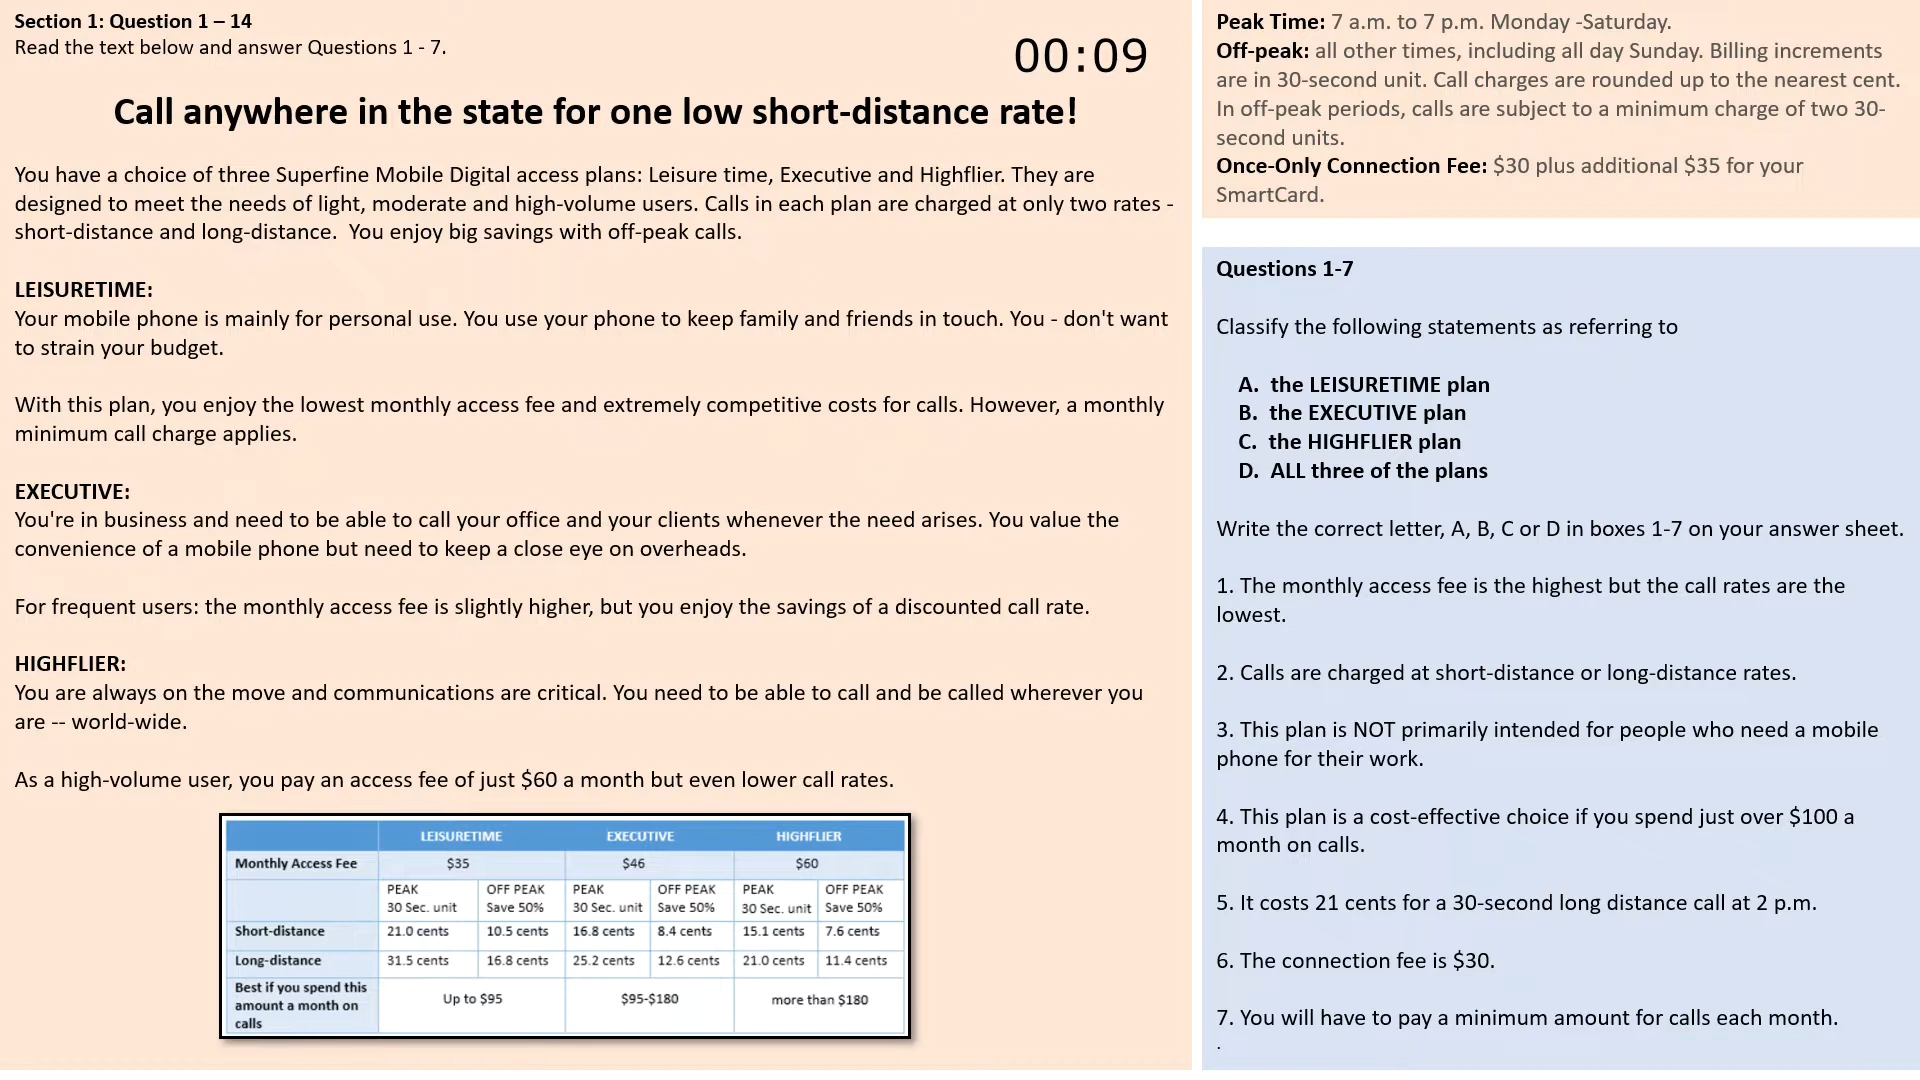 Section 1: Question 1 – 14
Read the text below and answer Questions 1 - 7.
00:09
Call anywhere in the state for one low short-distance rate!
You have a choice of three Superfine Mobile Digital access plans: Leisure time, Executive and Highflier. They are
designed to meet the needs of light, moderate and high-volume users. Calls in each plan are charged at only two rates -
short-distance and long-distance.  You enjoy big savings with off-peak calls.
LEISURETIME:
Your mobile phone is mainly for personal use. You use your phone to keep family and friends in touch. You - don't want
to strain your budget.
With this plan, you enjoy the lowest monthly access fee and extremely competitive costs for calls. However, a monthly
minimum call charge applies.
EXECUTIVE:
You're in business and need to be able to call your office and your clients whenever the need arises. You value the
convenience of a mobile phone but need to keep a close eye on overheads.
For frequent users: the monthly access fee is slightly higher, but you enjoy the savings of a discounted call rate.
HIGHFLIER:
You are always on the move and communications are critical. You need to be able to call and be called wherever you
are -- world-wide.
As a high-volume user, you pay an access fee of just $60 a month but even lower call rates.
LEISURETIME EXECUTIVE HIGHFLIER
Monthly Access Fee $35 $46 $60
PEAK OFF PEAK PEAK OFF PEAK PEAK OFF PEAK
30 Sec. unit Save 50% 30 Sec. unit Save 50% 30 Sec. unit Save 50%
Short-distance 21.0 cents 10.5 cents 16.8 cents 8.4 cents 15.1 cents 7.6 cents
Long-distance 31.5 cents 16.8 cents 25.2 cents 12.6 cents 21.0 cents 11.4 cents
Best if you spend this
amount a month on Up to $95 $95-$180 more than $180
calls
Peak Time: 7 a.m. to 7 p.m. Monday -Saturday.
Off-peak: all other times, including all day Sunday. Billing increments
are in 30-second unit. Call charges are rounded up to the nearest cent.
In off-peak periods, calls are subject to a minimum charge of two 30-
second units.
Once-Only Connection Fee: $30 plus additional $35 for your
SmartCard.
Questions 1-7
Classify the following statements as referring to
A. the LEISURETIME plan
B. the EXECUTIVE plan
C. the HIGHFLIER plan
D. ALL three of the plans
Write the correct letter, A, B, C or D in boxes 1-7 on your answer sheet.
1. The monthly access fee is the highest but the call rates are the
lowest.
2. Calls are charged at short-distance or long-distance rates.
3. This plan is NOT primarily intended for people who need a mobile
phone for their work.
4. This plan is a cost-effective choice if you spend just over $100 a
month on calls.
5. It costs 21 cents for a 30-second long distance call at 2 p.m.
6. The connection fee is $30.
7. You will have to pay a minimum amount for calls each month.
.